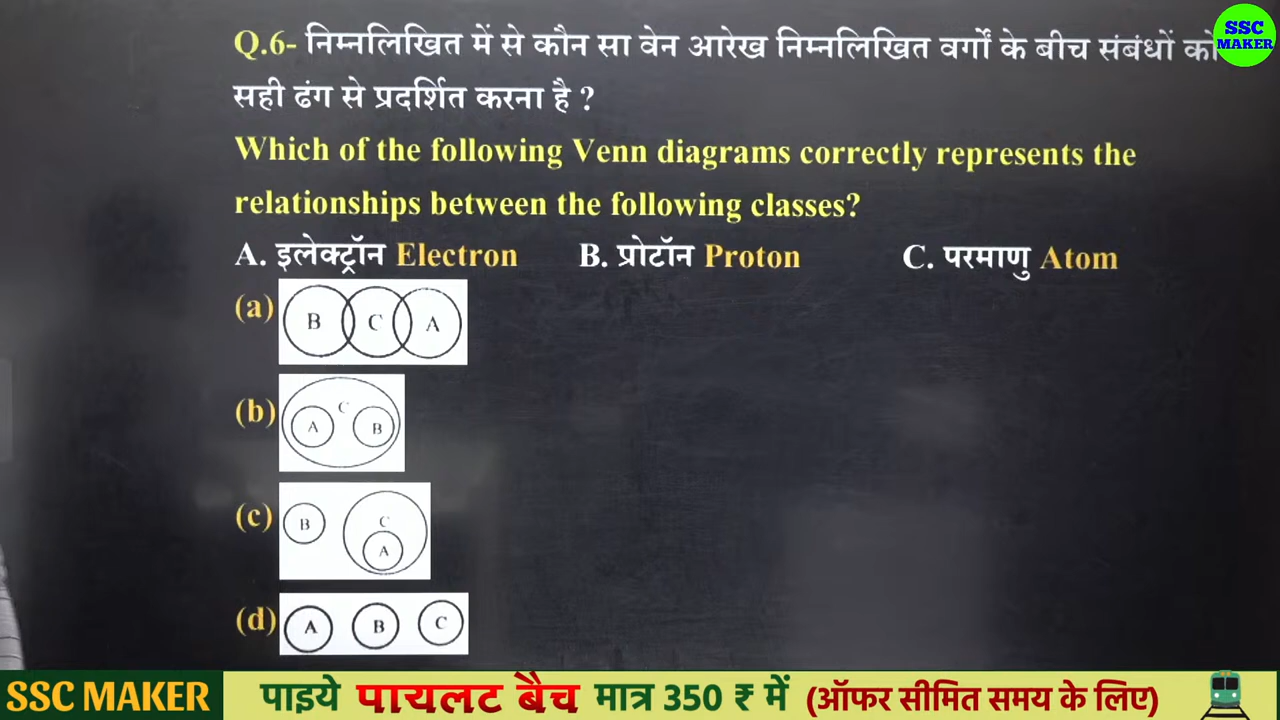 Q.6- निम्नलिखित में से कौन सा वेन आरेख निम्नलिखित वर्गों के बीच संबंधों को
SSC
MAKER
सही ढंग से प्रदर्शित करना है ?
Which of the following Venn diagrams correctly represents the
relationships between the following classes?
A. इलेक्ट्रॉन Electron B. प्रोटॉन Proton C. परमाणु Atom
(a) B C A
(b) C A B
(c) B C A
(d) A B C
SSC MAKER पाइये पायलट बैच मात्र 350 ₹ में (ऑफर सीमित समय के लिए)